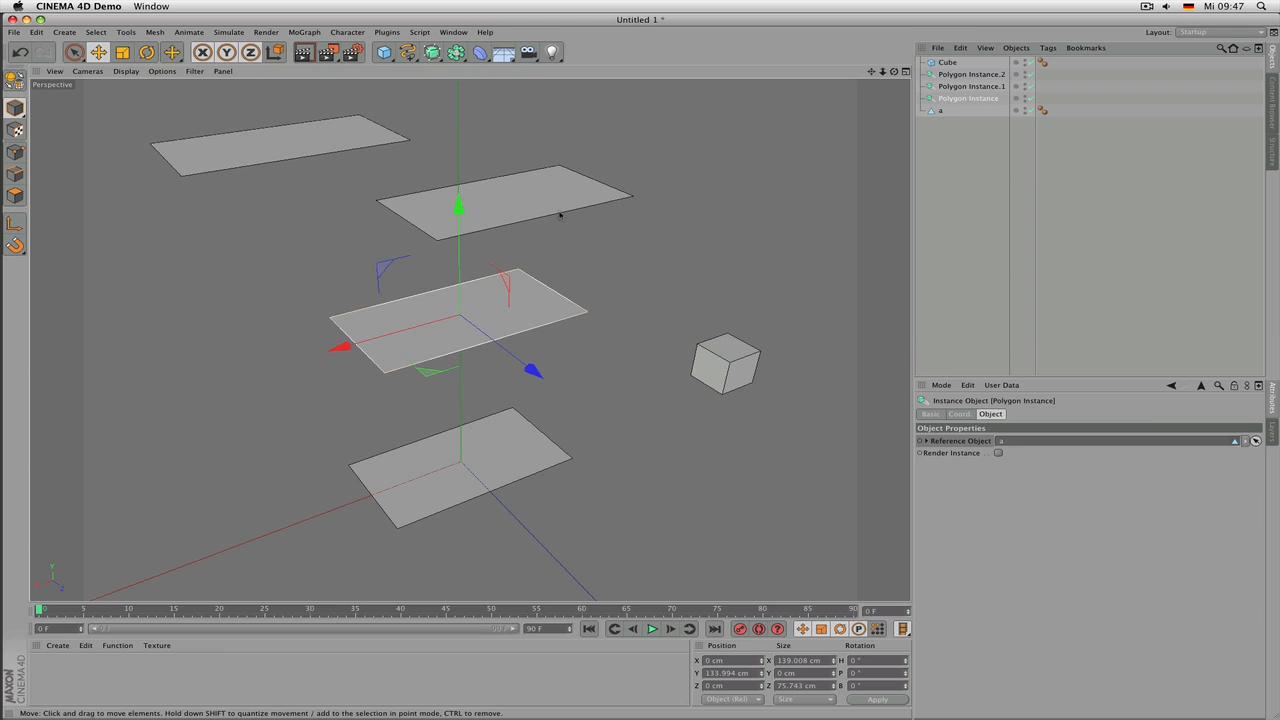 CINEMA 4D Demo Window Mi 09:47
Untitled 1 *
File Edit Create Select Tools Mesh Animate Simulate Render MoGraph Character Plugins Script Window Help Layout: Startup
X Y Z
File Edit View Objects Tags Bookmarks
View Cameras Display Options Filter Panel
Perspective
Cube
Polygon Instance.2
Polygon Instance.1
Polygon Instance
a
Objects
Content Browser
Structure
Mode Edit User Data
Instance Object [Polygon Instance]
Basic Coord. Object
Object Properties
Reference Object a
Render Instance
Attributes
Layers
Y
Z
0 5 10 15 20 25 30 35 40 45 50 55 60 65 70 75 80 85 90 0 F
0 F 90 F P
Create Edit Function Texture
Position Size Rotation
X 0 cm X 139.008 cm H 0 °
Y 133.994 cm Y 0 cm P 0 °
Z 0 cm Z 75.743 cm B 0 °
Object (Rel) Size Apply
MAXON
CINEMA 4D
Move: Click and drag to move elements. Hold down SHIFT to quantize movement / add to the selection in point mode, CTRL to remove.